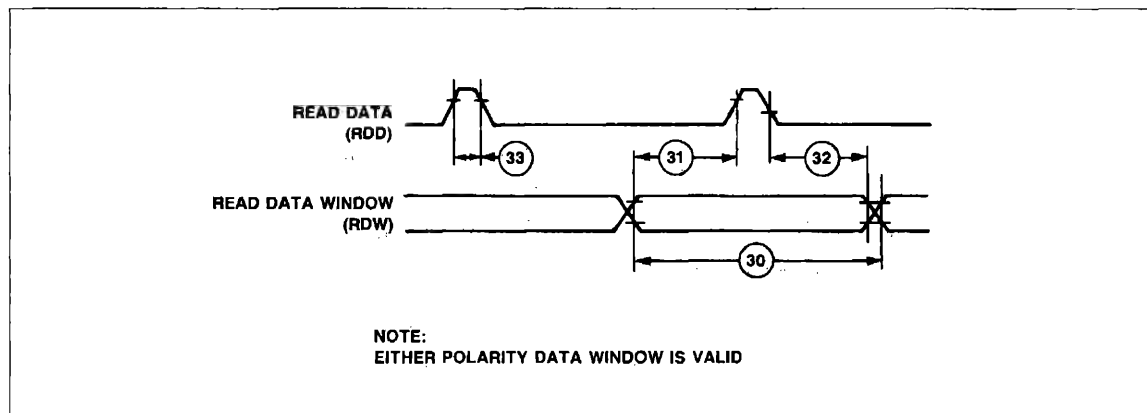 READ DATA
(RDD)
33
31
32
READ DATA WINDOW
(RDW)
30
NOTE:
EITHER POLARITY DATA WINDOW IS VALID